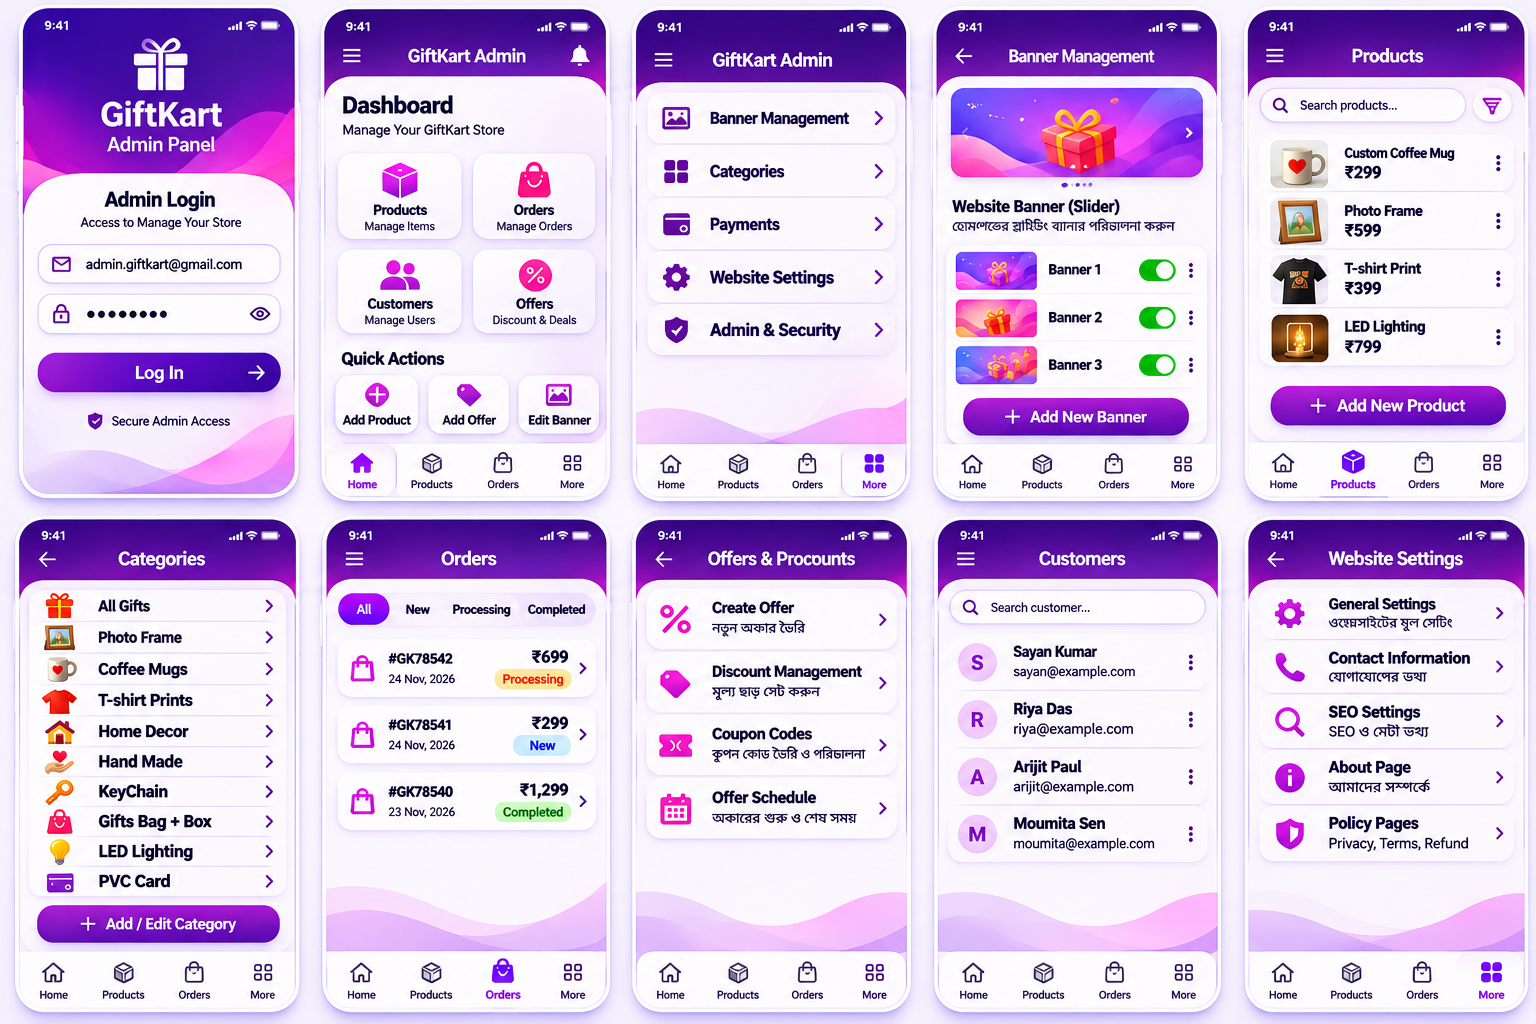 9:41
GiftKart
Admin Panel
Admin Login
Access to Manage Your Store
admin.giftkart@gmail.com
Log In
Secure Admin Access
9:41
GiftKart Admin
Dashboard
Manage Your GiftKart Store
Products
Manage Items
Orders
Manage Orders
Customers
Manage Users
Offers
Discount & Deals
Quick Actions
Add Product
Add Offer
Edit Banner
Home
Products
Orders
More
9:41
GiftKart Admin
Banner Management
Categories
Payments
Website Settings
Admin & Security
Home
Products
Orders
More
9:41
Banner Management
Website Banner (Slider)
ব্যানার পরিচালনা করুন
Banner 1
Banner 2
Banner 3
+ Add New Banner
Home
Products
Orders
More
9:41
Products
Search products...
Custom Coffee Mug
₹299
Photo Frame
₹599
T-shirt Print
₹399
LED Lighting
₹799
+ Add New Product
Home
Products
Orders
More
9:41
Categories
All Gifts
Photo Frame
Coffee Mugs
T-shirt Prints
Home Decor
Hand Made
KeyChain
Gifts Bag + Box
LED Lighting
PVC Card
+ Add / Edit Category
Home
Products
Orders
More
9:41
Orders
All
New
Processing
Completed
#GK78542
₹699
24 Nov, 2026
Processing
#GK78541
₹299
24 Nov, 2026
New
#GK78540
₹1,299
23 Nov, 2026
Completed
Home
Products
Orders
More
9:41
Offers & Procounts
Create Offer
নতুন অফার তৈরি
Discount Management
মূল্য ছাড় সেট করুন
Coupon Codes
কুপন কোড তৈরি ও পরিচালনা
Offer Schedule
অকারের শুরু ও শেষ সময়
Home
Products
Orders
More
9:41
Customers
Search customer...
S
Sayan Kumar
sayan@example.com
R
Riya Das
riya@example.com
A
Arijit Paul
arijit@example.com
M
Moumita Sen
moumita@example.com
Home
Products
Orders
More
9:41
Website Settings
General Settings
মূল সেটিং
Contact Information
যোগাযোগের তথ্য
SEO Settings
SEO ও মেটা তথ্য
About Page
আমাদের সম্পর্কে
Policy Pages
Privacy, Terms, Refund
Home
Products
Orders
More